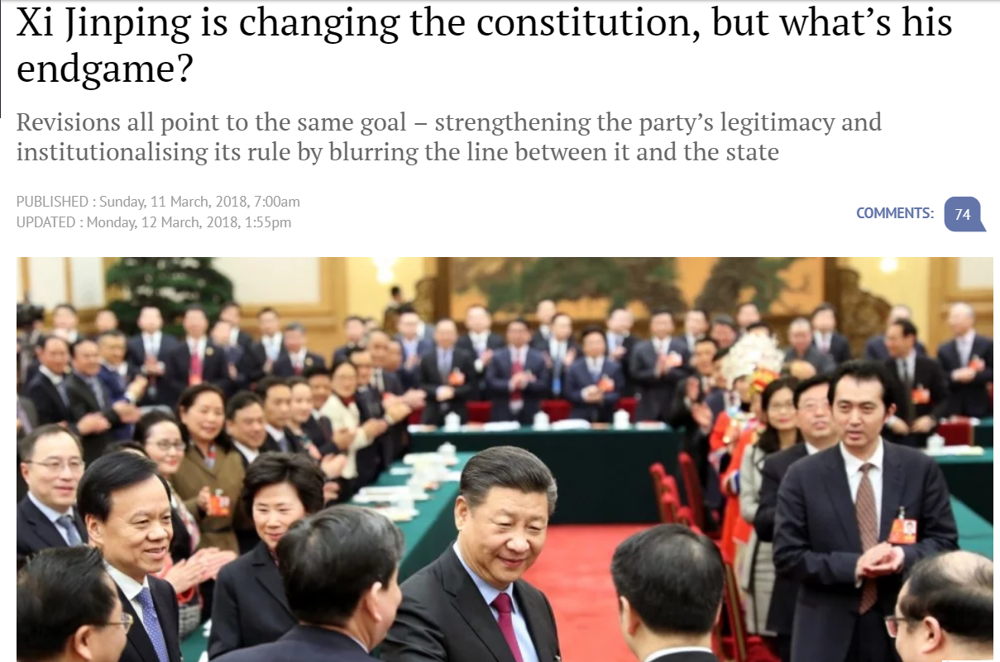 Xi Jinping is changing the constitution, but what’s his
endgame?
Revisions all point to the same goal – strengthening the party’s legitimacy and
institutionalising its rule by blurring the line between it and the state
PUBLISHED : Sunday, 11 March, 2018, 7:00am
UPDATED : Monday, 12 March, 2018, 1:55pm
COMMENTS: 74